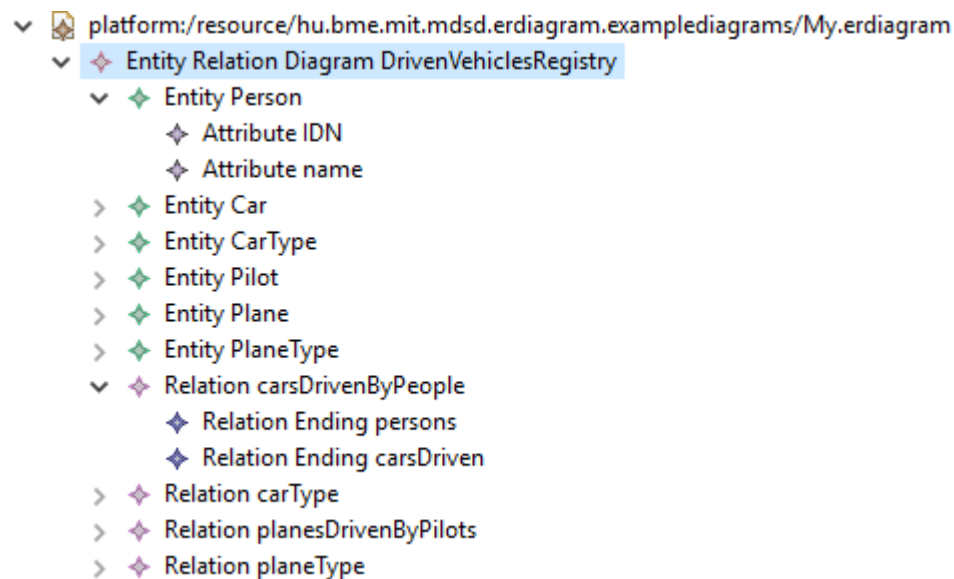 platform:/resource/hu.bme.mit.mdsd.erdiagram.examplediagrams/My.erdiagram
Entity Relation Diagram DrivenVehiclesRegistry
Entity Person
Attribute IDN
Attribute name
Entity Car
Entity CarType
Entity Pilot
Entity Plane
Entity PlaneType
Relation carsDrivenByPeople
Relation Ending persons
Relation Ending carsDriven
Relation carType
Relation planesDrivenByPilots
Relation planeType